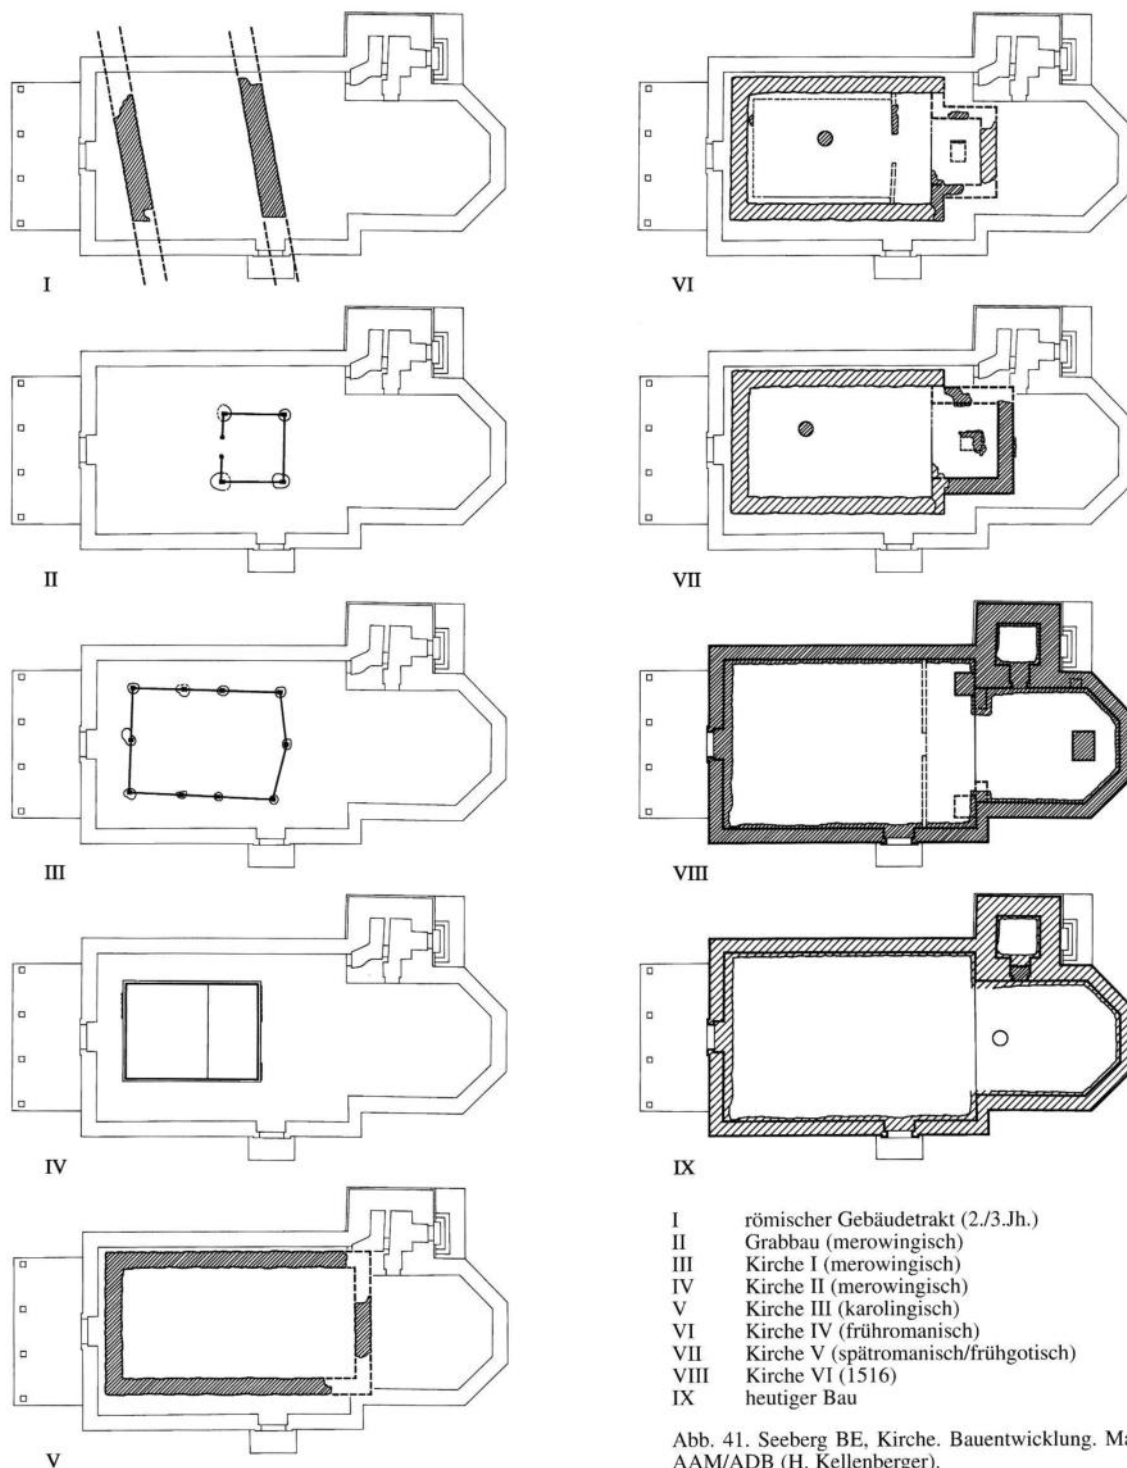 I
II
III
IV
V
VI
VII
VIII
IX
I römischer Gebäudetrakt (2./3.Jh.)
II Grabbau (merowingisch)
III Kirche I (merowingisch)
IV Kirche II (merowingisch)
V Kirche III (karolingisch)
VI Kirche IV (frühromanisch)
VII Kirche V (spätromanisch/frühgotisch)
VIII Kirche VI (1516)
IX heutiger Bau
Abb. 41. Seeberg BE, Kirche. Bauentwicklung.
AAM/ADB (H. Kellenberger).